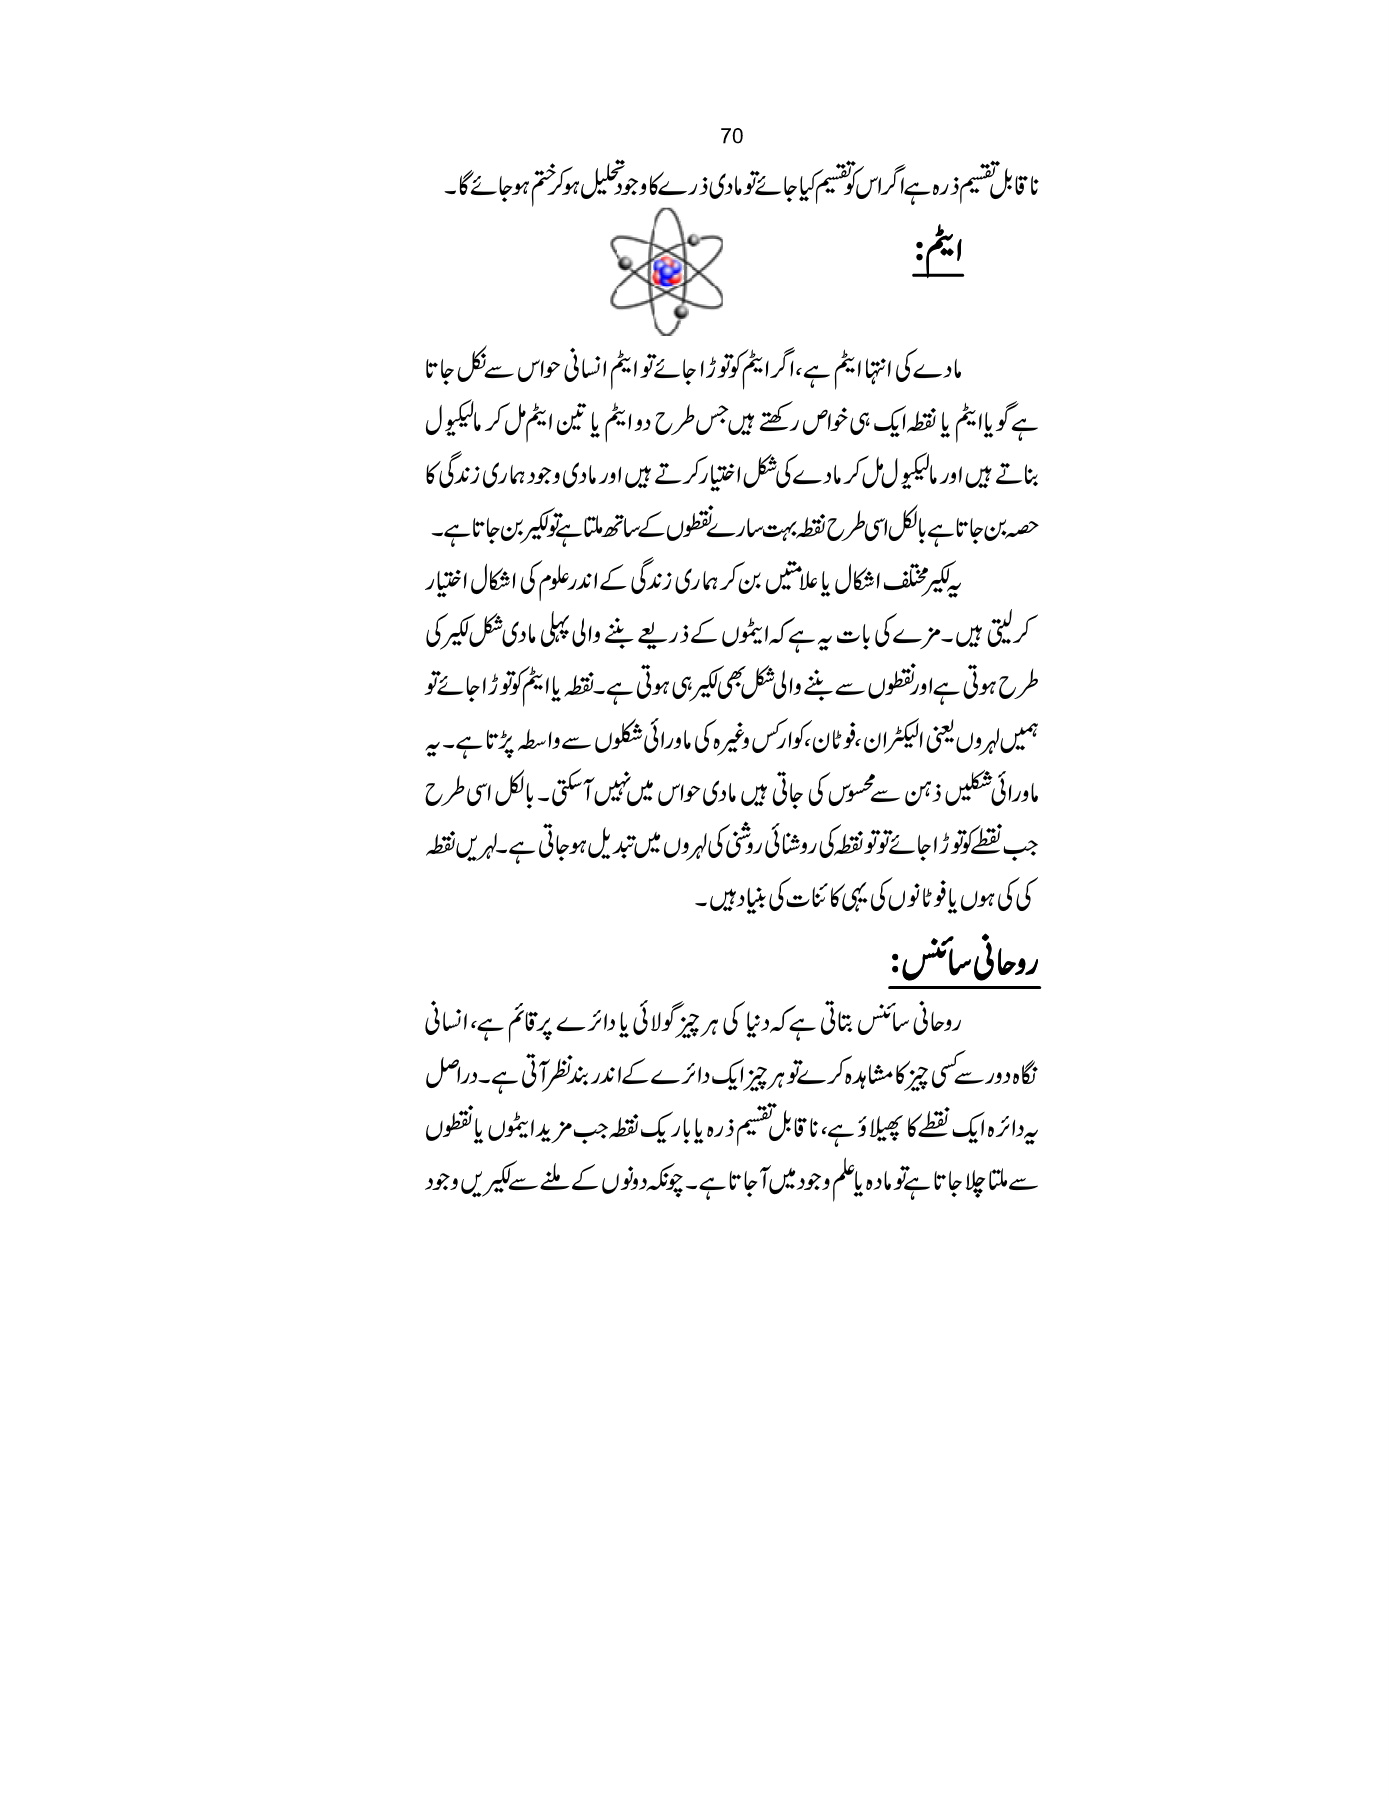 70
نا قابل تقسیم ذرہ ہے اگر اس کو تقسیم کیا جائے تو مادی ذرے کا وجود تحلیل ہو کر ختم ہو جائے گا۔
ایٹم:
مادے کی انتہا ایٹم ہے، اگر ایٹم کو توڑا جائے تو ایٹم انسانی حواس سے نکل جاتا
ہے گویا ایٹم یا نقطہ ایک ہی خواص رکھتے ہیں جس طرح دو ایٹم یا تین ایٹم مل کر مالیکیول
بناتے ہیں اور مالیکیول مل کر مادے کی شکل اختیار کرتے ہیں اور مادی وجود ہماری زندگی کا
حصہ بن جاتا ہے بالکل اسی طرح نقطہ بہت سارے نقطوں کے ساتھ ملتا ہے تو لکیر بن جاتا ہے۔
یہ لکیر مختلف اشکال یا علامتیں بن کر ہماری زندگی کے اندر علوم کی اشکال اختیار
کر لیتی ہیں۔ مزے کی بات یہ ہے کہ ایٹموں کے ذریعے بننے والی پہلی مادی شکل لکیر کی
طرح ہوتی ہے اور نقطوں سے بننے والی شکل بھی لکیر ہی ہوتی ہے۔ نقطہ یا ایٹم کو توڑا جائے تو
ہمیں لہروں یعنی الیکٹران، فوٹان، کوارکس وغیرہ کی ماورائی شکلوں سے واسطہ پڑتا ہے۔ یہ
ماورائی شکلیں ذہن سے محسوس کی جاتی ہیں مادی حواس میں نہیں آ سکتی۔ بالکل اسی طرح
جب نقطے کو توڑا جائے تو تو نقطہ کی روشنائی روشنی کی لہروں میں تبدیل ہو جاتی ہے۔ لہریں نقطہ
کی کی ہوں یا فوٹانوں کی یہی کائنات کی بنیاد ہیں۔
روحانی سائنس:
روحانی سائنس بتاتی ہے کہ دنیا کی ہر چیز گولائی یا دائرے پر قائم ہے، انسانی
نگاہ دور سے کسی چیز کا مشاہدہ کرے تو ہر چیز ایک دائرے کے اندر بند نظر آتی ہے۔ دراصل
یہ دائرہ ایک نقطے کا پھیلاؤ ہے، نا قابل تقسیم ذرہ یا باریک نقطہ جب مزید ایٹموں یا نقطوں
سے ملتا چلا جاتا ہے تو مادہ یا علم وجود میں آ جاتا ہے۔ چونکہ دونوں کے ملنے سے لکیریں وجود